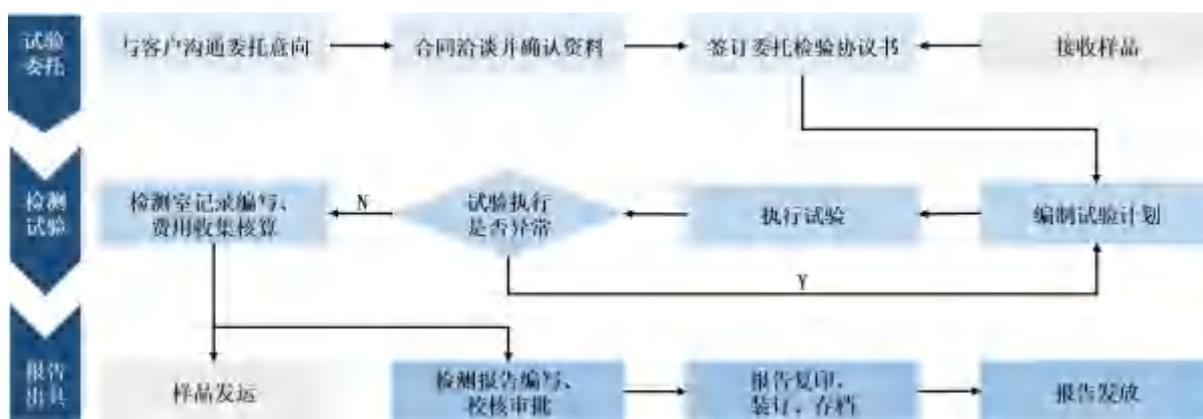 试验
委托
与客户沟通委托意向
合同洽谈并确认资料
签订委托检验协议书
接收样品
检测
试验
检测室记录编写、
费用收集核算
N
试验执行
是否异常
执行试验
编制试验计划
Y
报告
出具
样品发运
检测报告编写、
校核审批
报告复印、
装订、存档
报告发放